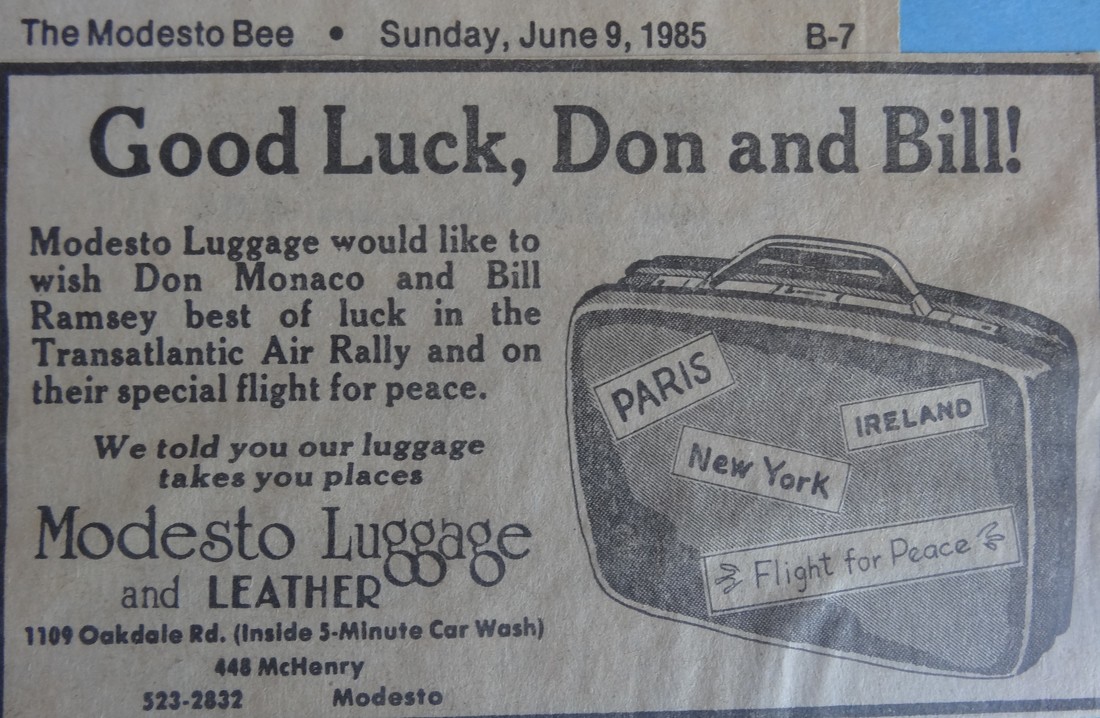 The Modesto Bee • Sunday, June 9, 1985 B-7
Good Luck, Don and Bill!
Modesto Luggage would like to
wish Don Monaco and Bill
Ramsey best of luck in the
Transatlantic Air Rally and on
their special flight for peace.
We told you our luggage
takes you places
Modesto Luggage
and LEATHER
1109 Oakdale Rd. (Inside 5-Minute Car Wash)
448 McHenry
523-2832 Modesto
PARIS
IRELAND
New York
Flight for Peace